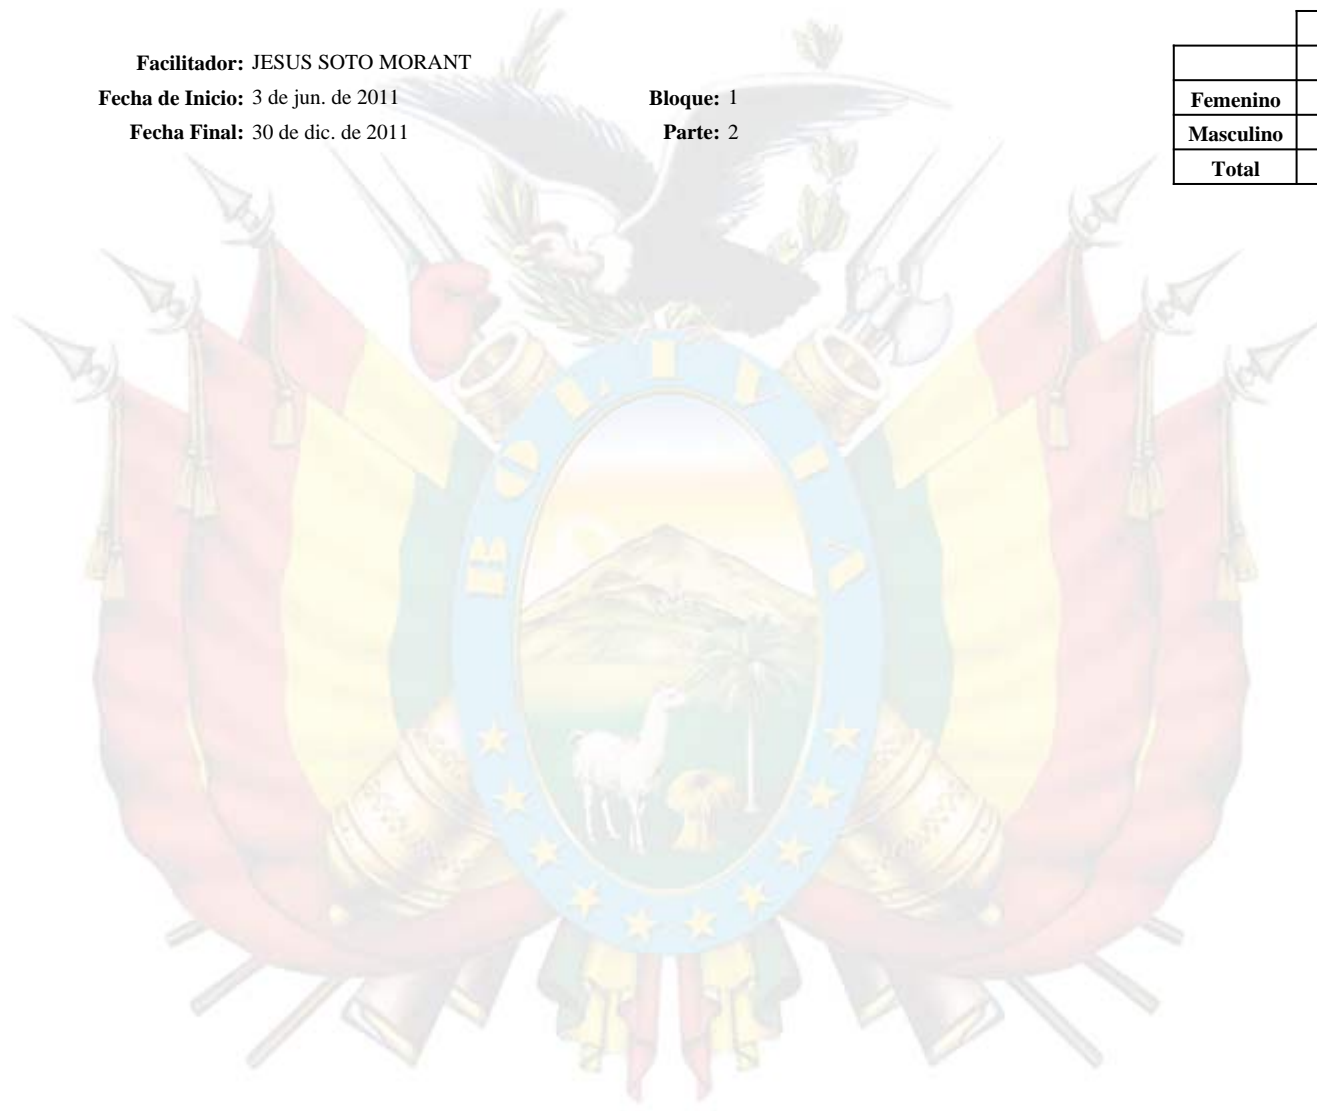 Facilitador: JESUS SOTO MORANT
Fecha de Inicio: 3 de jun. de 2011 Bloque: 1
Fecha Final: 30 de dic. de 2011 Parte: 2
Femenino
Masculino
Total
BOLIVIA